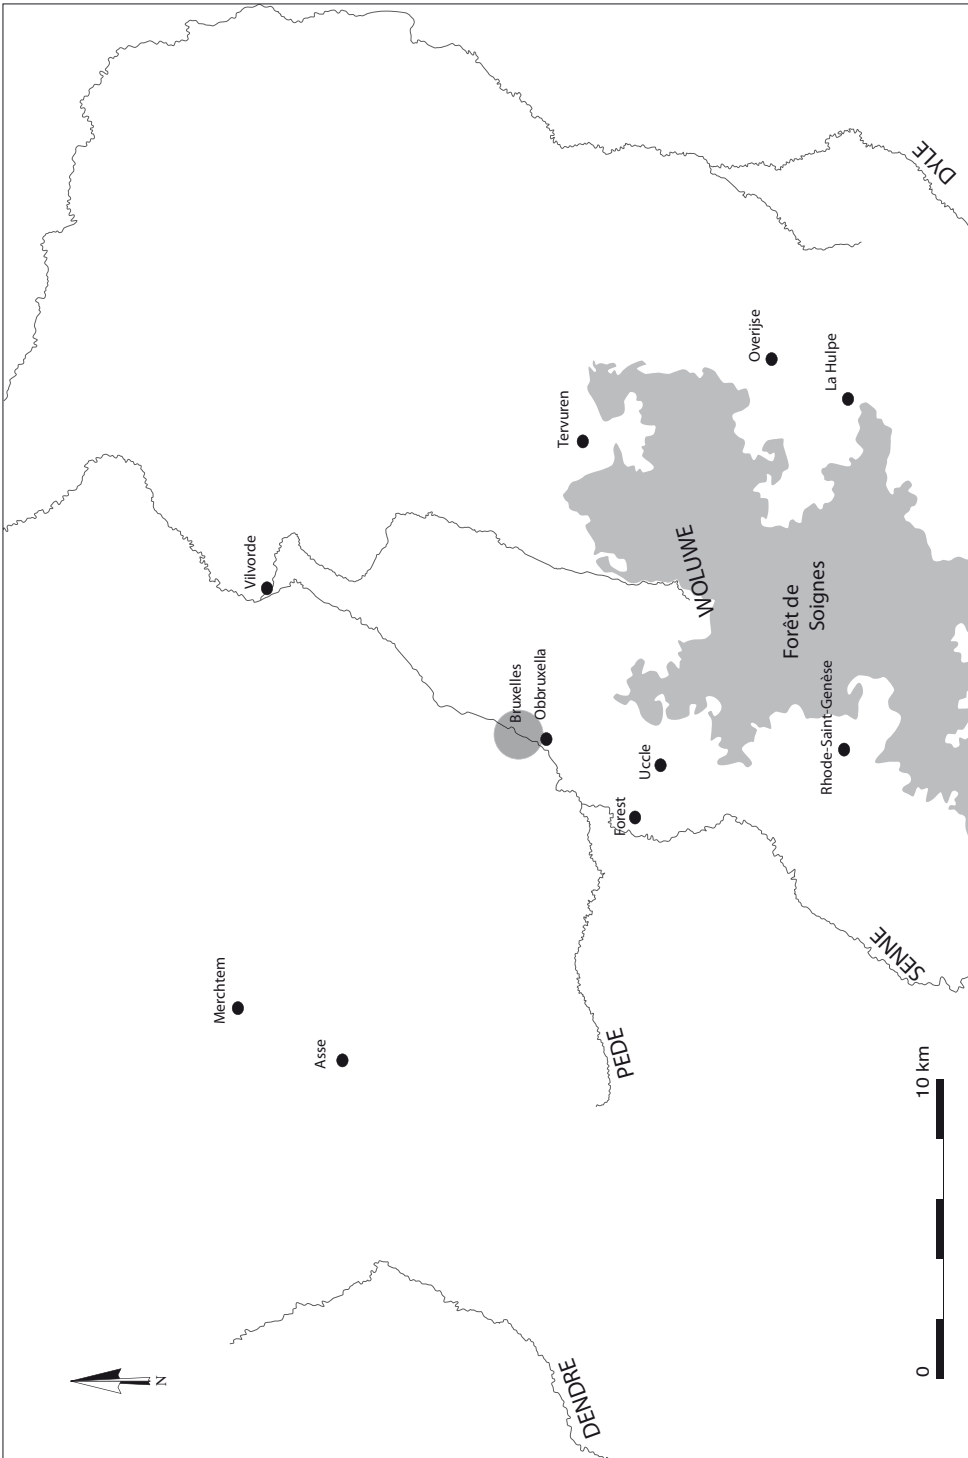 DYLE
Overijse
La Hulpe
Tervuren
Vilvorde
WOLUWE
Forêt de
Soignes
Bruxelles
Obbruxella
Rhode-Saint-Genèse
Uccle
Forest
SENNE
Merchtem
Asse
PEDE
DENDRE
N
0 10 km